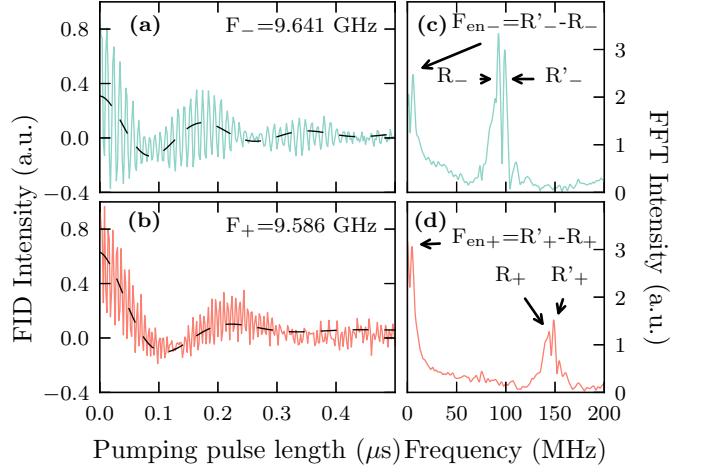 (a)
F₋=9.641 GHz
0.8
0.4
0.0
−0.4
(c)
Fₑₙ₋=R'₋-R₋
R₋
R'₋
3
2
1
0
(b)
F₊=9.586 GHz
0.8
0.4
0.0
−0.4
(d)
Fₑₙ₊=R'₊-R₊
R₊
R'₊
3
2
1
0
0.0
0.1
0.2
0.3
0.4
0
50
100
150
200
FID Intensity (a.u.)
FFT Intensity (a.u.)
Pumping pulse length (μs)
Frequency (MHz)